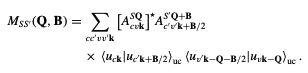 $M_{SS'}(\mathbf{Q}, \mathbf{B}) = \sum_{cc'vv'\mathbf{k}} \left[ A^{S\mathbf{Q}}_{cv\mathbf{k}} \right]^{\star} A^{S'\mathbf{Q}+\mathbf{B}}_{c'v'\mathbf{k}+\mathbf{B}/2}$
$\times \langle u_{c\mathbf{k}} | u_{c'\mathbf{k}+\mathbf{B}/2} \rangle_{\mathrm{uc}} \langle u_{v'\mathbf{k}-\mathbf{Q}-\mathbf{B}/2} | u_{v\mathbf{k}-\mathbf{Q}} \rangle_{\mathrm{uc}} .$